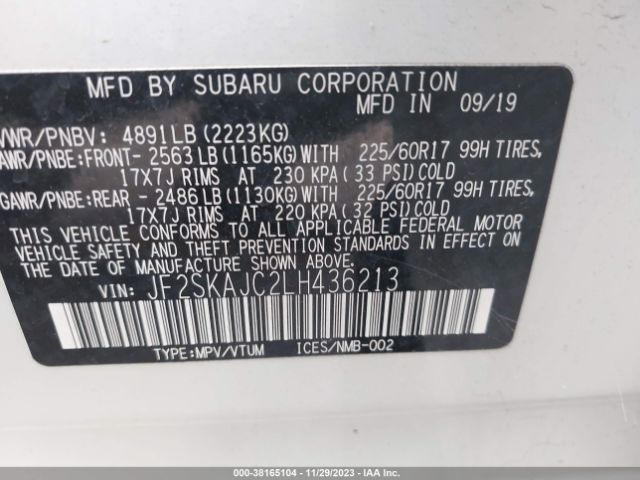 MFD BY SUBARU CORPORATION
MFD IN 09/19
VWR/PNBV: 4891LB (2223KG)
AWR/PNBE:FRONT- 2563 LB (1165KG) WITH 225/60R17 99H TIRES,
17X7J RIMS AT 230 KPA (33 PSI) COLD
GAWR/PNBE:REAR - 2486 LB (1130KG) WITH 225/60R17 99H TIRES,
17X7J RIMS AT 220 KPA (32 PSI) COLD
THIS VEHICLE CONFORMS TO ALL APPLICABLE FEDERAL MOTOR
VEHICLE SAFETY AND THEFT PREVENTION STANDARDS IN EFFECT ON
THE DATE OF MANUFACTURE SHOWN ABOVE.
VIN: JF2SKAJC2LH436213
TYPE:MPV/VTUM ICES/NMB-002
000-38165104 - 11/29/2023 - IAA Inc.